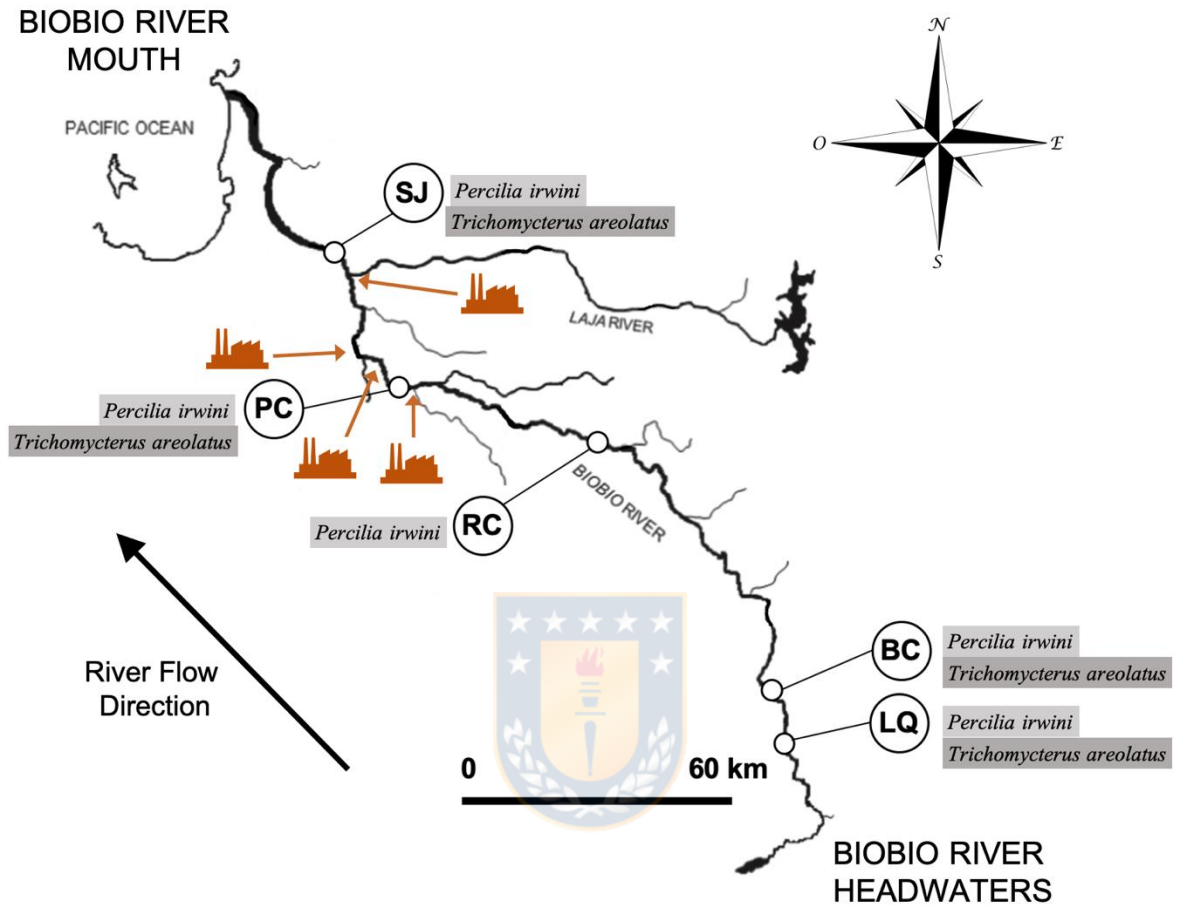 BIOBIO RIVER
MOUTH
PACIFIC OCEAN
N
O
E
S
SJ
Percilia irwini
Trichomycterus areolatus
LAJA RIVER
PC
Percilia irwini
Trichomycterus areolatus
BIOBIO RIVER
RC
Percilia irwini
River Flow
Direction
BC
Percilia irwini
Trichomycterus areolatus
LQ
Percilia irwini
Trichomycterus areolatus
0 60 km
BIOBIO RIVER
HEADWATERS